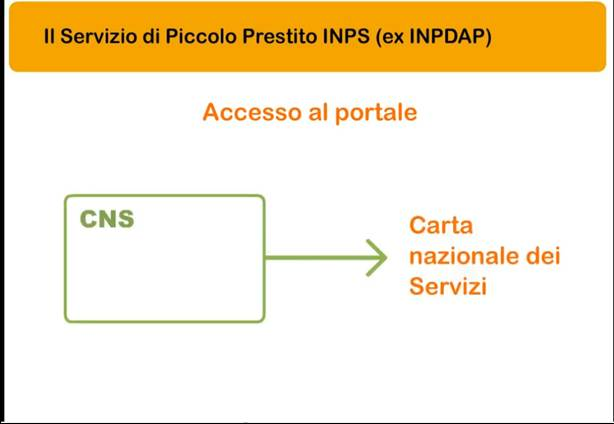 Il Servizio di Piccolo Prestito INPS (ex INPDAP)
Accesso al portale
CNS
Carta
nazionale dei
Servizi